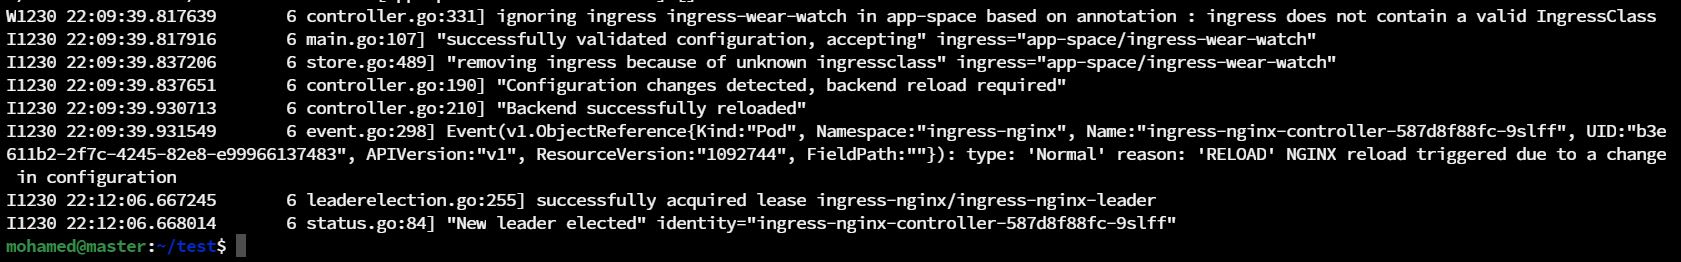 W1230 22:09:39.817639       6 controller.go:331] ignoring ingress ingress-wear-watch in app-space based on annotation : ingress does not contain a valid IngressClass
I1230 22:09:39.817916       6 main.go:107] "successfully validated configuration, accepting" ingress="app-space/ingress-wear-watch"
I1230 22:09:39.837206       6 store.go:489] "removing ingress because of unknown ingressclass" ingress="app-space/ingress-wear-watch"
I1230 22:09:39.837651       6 controller.go:190] "Configuration changes detected, backend reload required"
I1230 22:09:39.930713       6 controller.go:210] "Backend successfully reloaded"
I1230 22:09:39.931549       6 event.go:298] Event(v1.ObjectReference{Kind:"Pod", Namespace:"ingress-nginx", Name:"ingress-nginx-controller-587d8f88fc-9slff", UID:"b3e
611b2-2f7c-4245-82e8-e99966137483", APIVersion:"v1", ResourceVersion:"1092744", FieldPath:""}): type: 'Normal' reason: 'RELOAD' NGINX reload triggered due to a change
 in configuration
I1230 22:12:06.667245       6 leaderelection.go:255] successfully acquired lease ingress-nginx/ingress-nginx-leader
I1230 22:12:06.668014       6 status.go:84] "New leader elected" identity="ingress-nginx-controller-587d8f88fc-9slff"
mohamed@master:~/test$